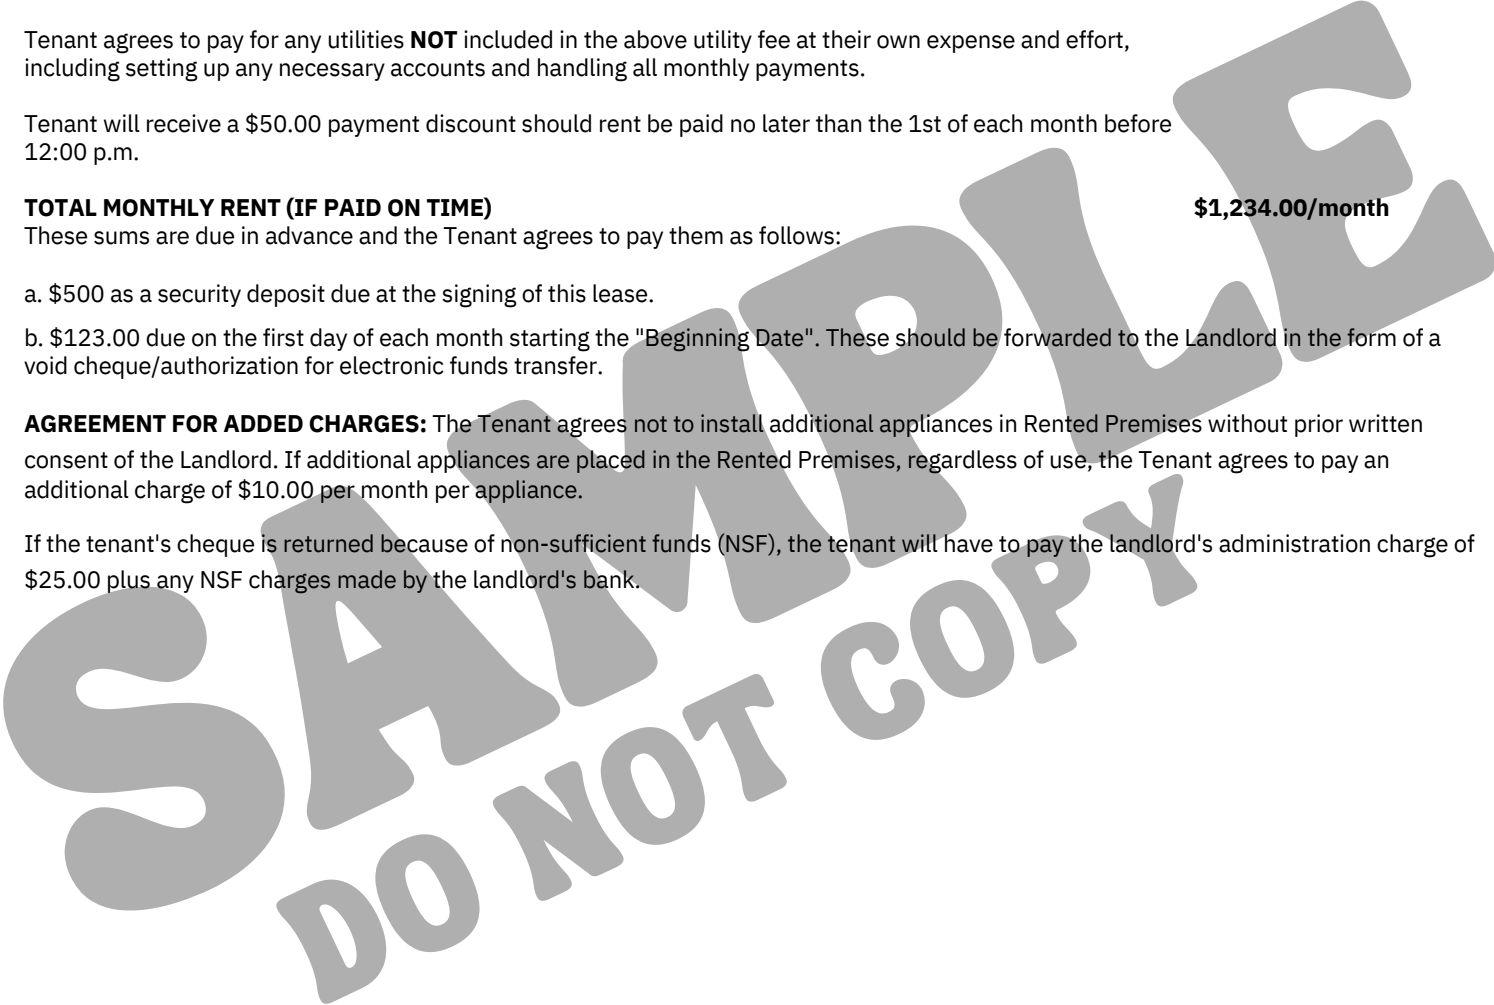 Tenant agrees to pay for any utilities NOT included in the above utility fee at their own expense and effort,
including setting up any necessary accounts and handling all monthly payments.
Tenant will receive a $50.00 payment discount should rent be paid no later than the 1st of each month before
12:00 p.m.
TOTAL MONTHLY RENT (IF PAID ON TIME) $1,234.00/month
These sums are due in advance and the Tenant agrees to pay them as follows:
a. $500 as a security deposit due at the signing of this lease.
b. $123.00 due on the first day of each month starting the "Beginning Date". These should be forwarded to the Landlord in the form of a
void cheque/authorization for electronic funds transfer.
AGREEMENT FOR ADDED CHARGES: The Tenant agrees not to install additional appliances in Rented Premises without prior written
consent of the Landlord. If additional appliances are placed in the Rented Premises, regardless of use, the Tenant agrees to pay an
additional charge of $10.00 per month per appliance.
If the tenant's cheque is returned because of non-sufficient funds (NSF), the tenant will have to pay the landlord's administration charge of
$25.00 plus any NSF charges made by the landlord's bank.
SAMPLE
DO NOT COPY